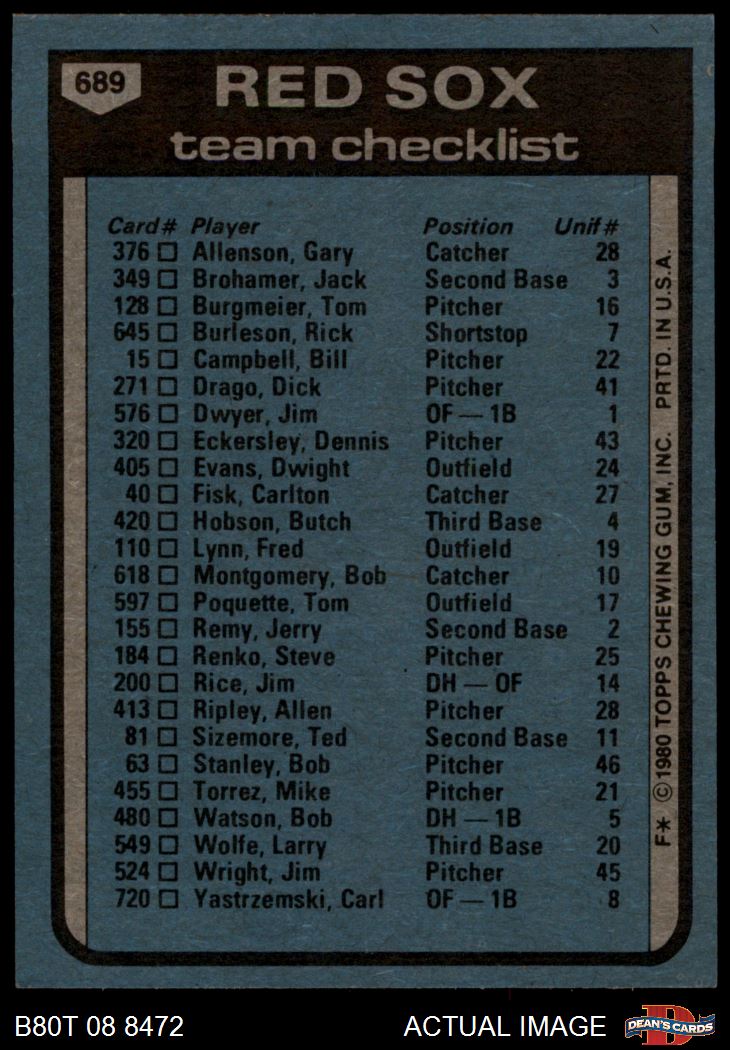 689
RED SOX
team checklist
Card# Player Position Unif#
376 Allenson, Gary Catcher 28
349 Brohamer, Jack Second Base 3
128 Burgmeier, Tom Pitcher 16
645 Burleson, Rick Shortstop 7
15 Campbell, Bill Pitcher 22
271 Drago, Dick Pitcher 41
576 Dwyer, Jim OF — 1B 1
320 Eckersley, Dennis Pitcher 43
405 Evans, Dwight Outfield 24
40 Fisk, Carlton Catcher 27
420 Hobson, Butch Third Base 4
110 Lynn, Fred Outfield 19
618 Montgomery, Bob Catcher 10
597 Poquette, Tom Outfield 17
155 Remy, Jerry Second Base 2
184 Renko, Steve Pitcher 25
200 Rice, Jim DH — OF 14
413 Ripley, Allen Pitcher 28
81 Sizemore, Ted Second Base 11
63 Stanley, Bob Pitcher 46
455 Torrez, Mike Pitcher 21
480 Watson, Bob DH — 1B 5
549 Wolfe, Larry Third Base 20
524 Wright, Jim Pitcher 45
720 Yastrzemski, Carl OF — 1B 8
F* © 1980 TOPPS CHEWING GUM, INC. PRTD. IN U.S.A.
B80T 08 8472 ACTUAL IMAGE
D
DEAN'S CARDS